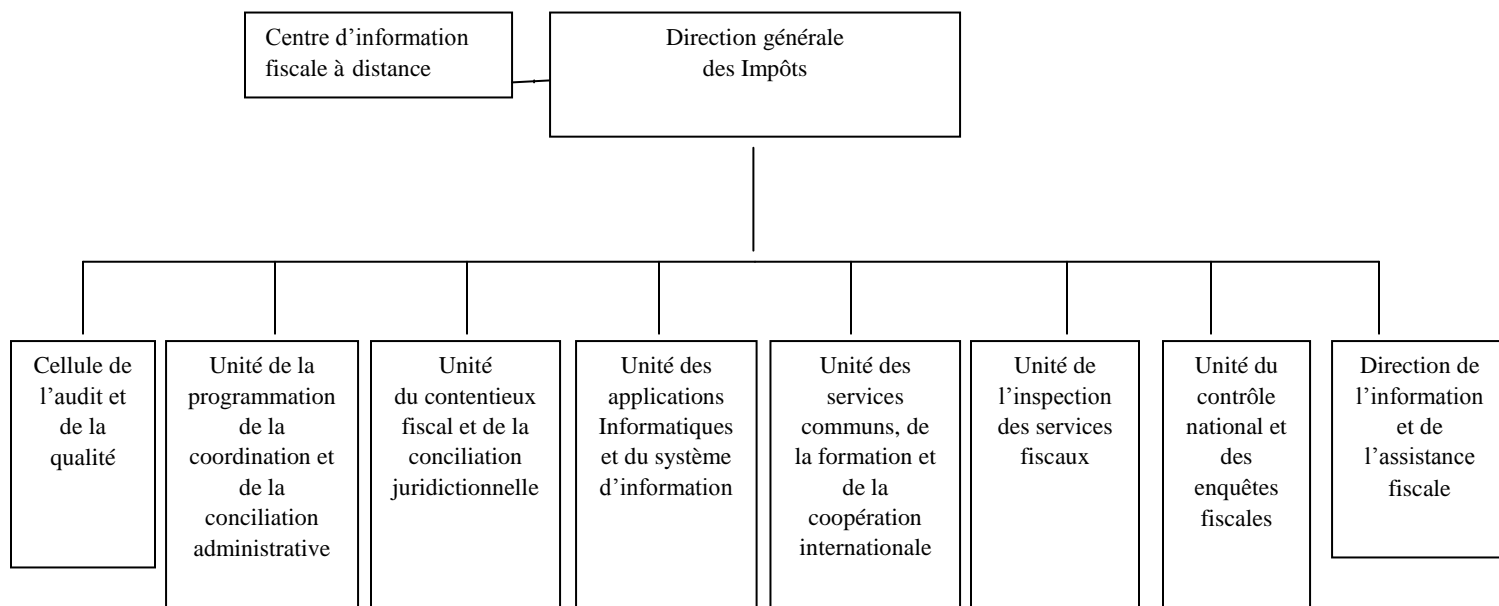 Centre d’information
fiscale à distance
Direction générale
des Impôts
Cellule de
l’audit et
de la
qualité
Unité de la
programmation
de la
coordination et
de la
conciliation
administrative
Unité
du contentieux
fiscal et de la
conciliation
juridictionnelle
Unité des
applications
Informatiques
et du système
d’information
Unité des
services
communs, de
la formation et
de la
coopération
internationale
Unité de
l’inspection
des services
fiscaux
Unité du
contrôle
national et
des
enquêtes
fiscales
Direction de
l’information
et de
l’assistance
fiscale